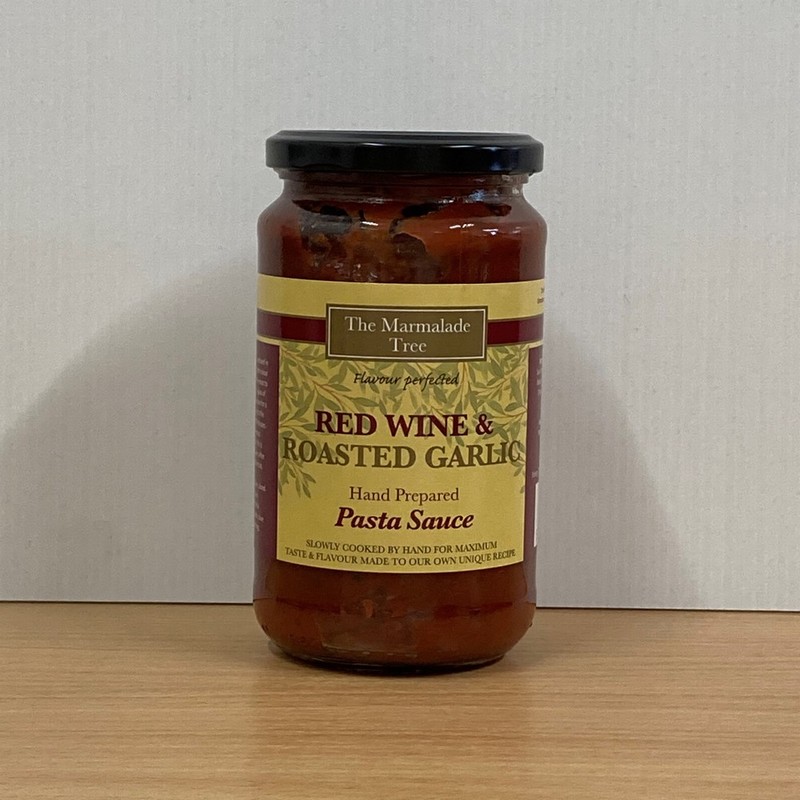 The Marmalade
Tree
Flavour perfected
RED WINE &
ROASTED GARLIC
Hand Prepared
Pasta Sauce
SLOWLY COOKED BY HAND FOR MAXIMUM
TASTE & FLAVOUR MADE TO OUR OWN UNIQUE RECIPE